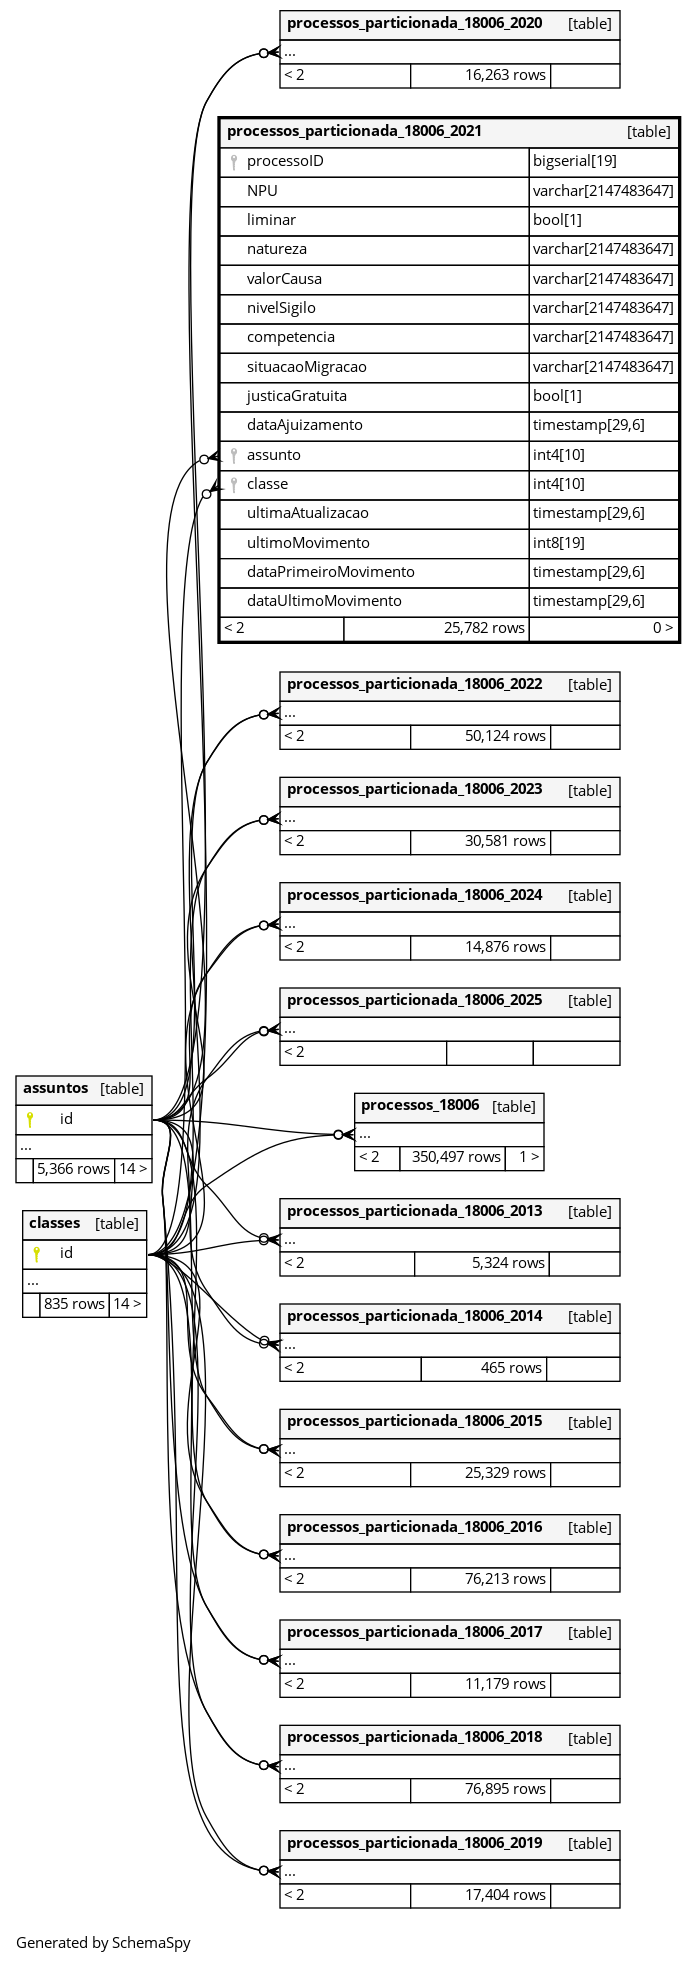 processos_particionada_18006_2020 [table]
...
< 2 16,263 rows
processos_particionada_18006_2021 [table]
processoID bigserial[19]
NPU varchar[2147483647]
liminar bool[1]
natureza varchar[2147483647]
valorCausa varchar[2147483647]
nivelSigilo varchar[2147483647]
competencia varchar[2147483647]
situacaoMigracao varchar[2147483647]
justicaGratuita bool[1]
dataAjuizamento timestamp[29,6]
assunto int4[10]
classe int4[10]
ultimaAtualizacao timestamp[29,6]
ultimoMovimento int8[19]
dataPrimeiroMovimento timestamp[29,6]
dataUltimoMovimento timestamp[29,6]
< 2 25,782 rows 0 >
processos_particionada_18006_2022 [table]
...
< 2 50,124 rows
processos_particionada_18006_2023 [table]
...
< 2 30,581 rows
processos_particionada_18006_2024 [table]
...
< 2 14,876 rows
processos_particionada_18006_2025 [table]
...
< 2
assuntos [table]
id
...
5,366 rows 14 >
processos_18006 [table]
...
< 2 350,497 rows 1 >
classes [table]
id
...
835 rows 14 >
processos_particionada_18006_2013 [table]
...
< 2 5,324 rows
processos_particionada_18006_2014 [table]
...
< 2 465 rows
processos_particionada_18006_2015 [table]
...
< 2 25,329 rows
processos_particionada_18006_2016 [table]
...
< 2 76,213 rows
processos_particionada_18006_2017 [table]
...
< 2 11,179 rows
processos_particionada_18006_2018 [table]
...
< 2 76,895 rows
processos_particionada_18006_2019 [table]
...
< 2 17,404 rows
Generated by SchemaSpy